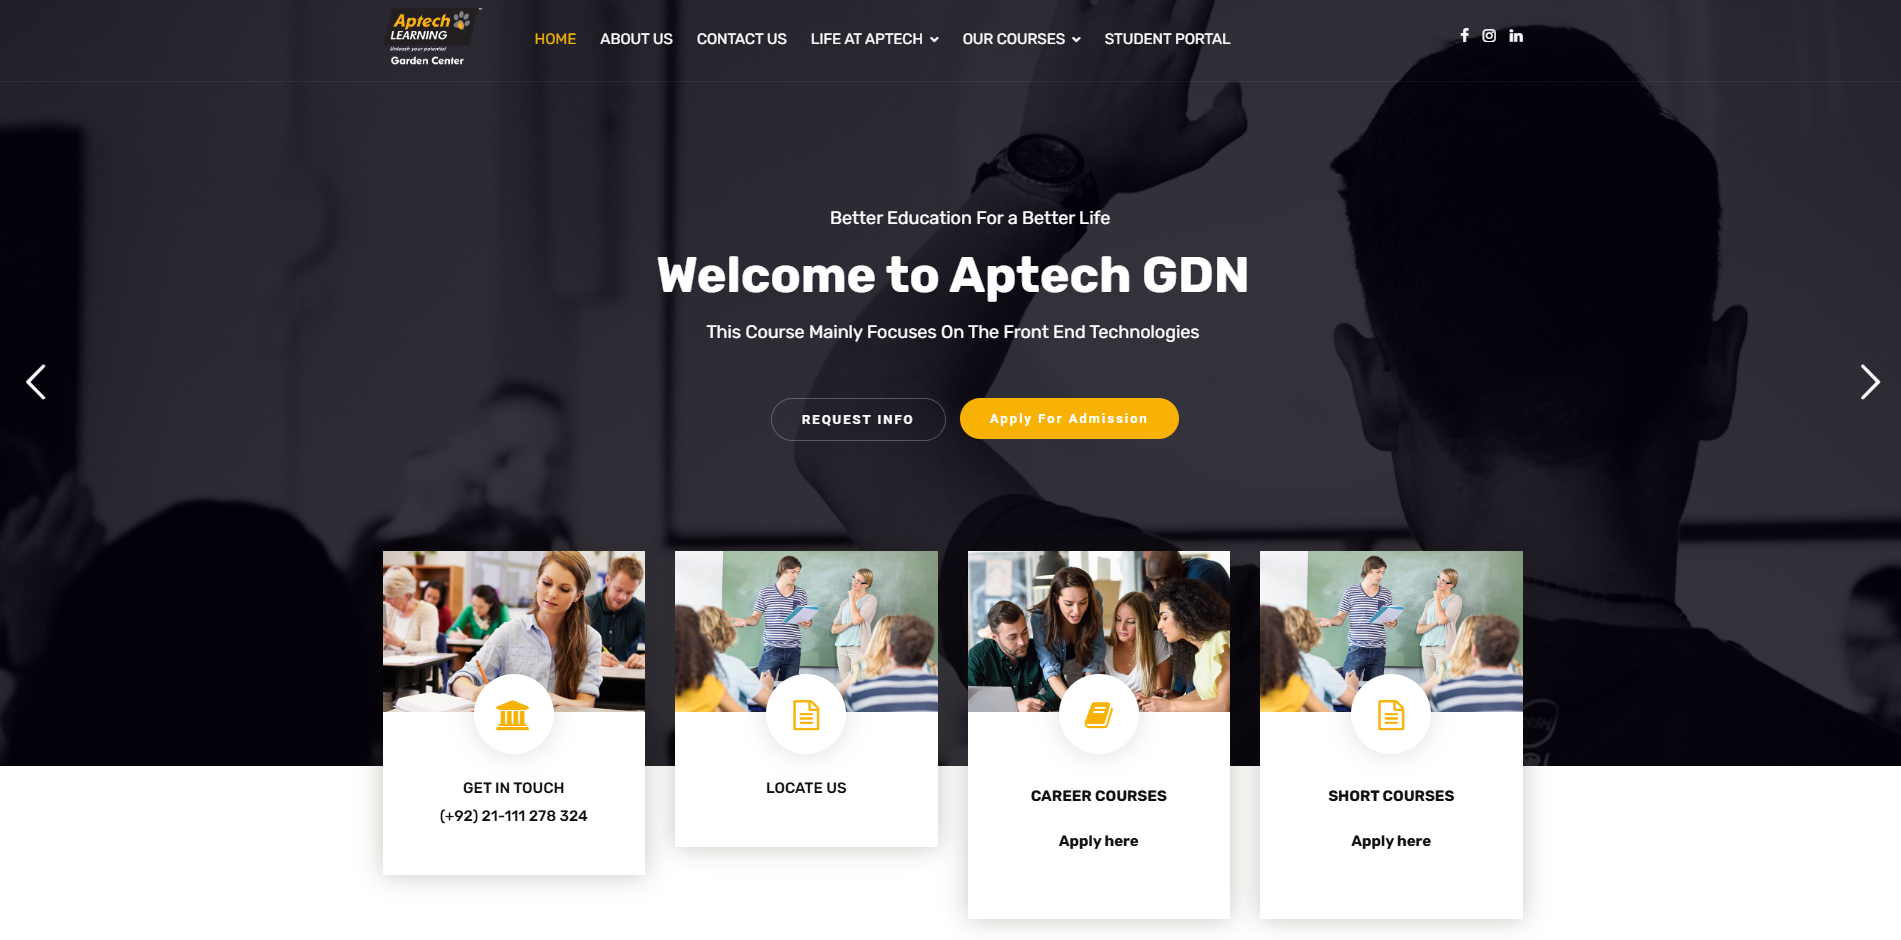 Aptech
LEARNING
Unleash your potential
Garden Center
HOME
ABOUT US
CONTACT US
LIFE AT APTECH
OUR COURSES
STUDENT PORTAL
Better Education For a Better Life
Welcome to Aptech GDN
This Course Mainly Focuses On The Front End Technologies
REQUEST INFO
Apply For Admission
GET IN TOUCH
(+92) 21-111 278 324
LOCATE US
CAREER COURSES
Apply here
SHORT COURSES
Apply here